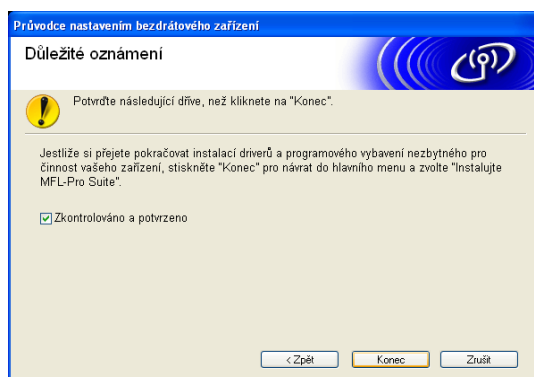 Průvodce nastavením bezdrátového zařízení
Důležité oznámení
Potvrďte následující dříve, než kliknete na "Konec".
Jestliže si přejete pokračovat instalací driverů a programového vybavení nezbytného pro
činnost vašeho zařízení, stiskněte "Konec" pro návrat do hlavního menu a zvolte "Instalujte
MFL-Pro Suite".
Zkontrolováno a potvrzeno
< Zpět
Konec
Zrušit